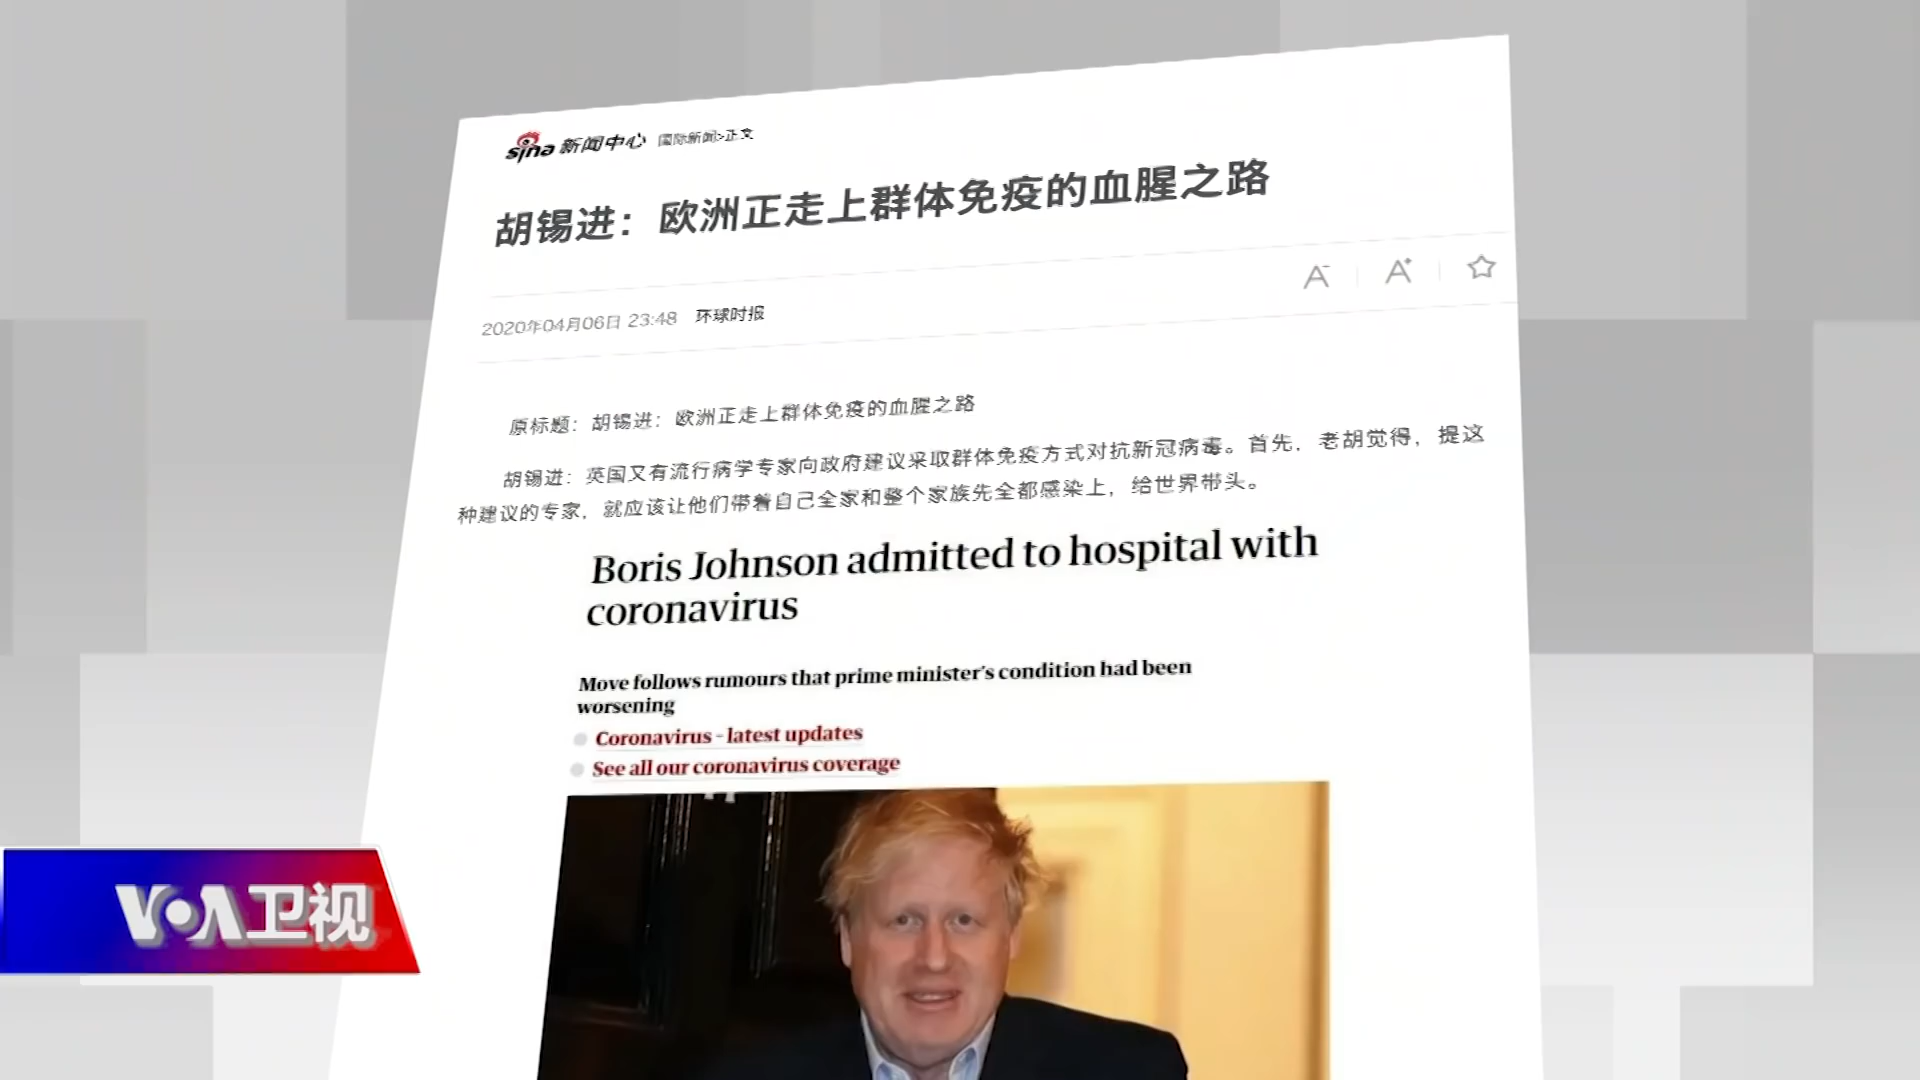 sina 新闻中心 国际新闻>正文
胡锡进：欧洲正走上群体免疫的血腥之路
A- A+
2020年04月06日 23:48 环球时报
原标题：胡锡进：欧洲正走上群体免疫的血腥之路
胡锡进：英国又有流行病学专家向政府建议采取群体免疫方式对抗新冠病毒。首先，老胡觉得，提这
种建议的专家，就应该让他们带着自己全家和整个家族先全都感染上，给世界带头。
Boris Johnson admitted to hospital with
coronavirus
Move follows rumours that prime minister's condition had been
worsening
Coronavirus - latest updates
See all our coronavirus coverage
VOA卫视